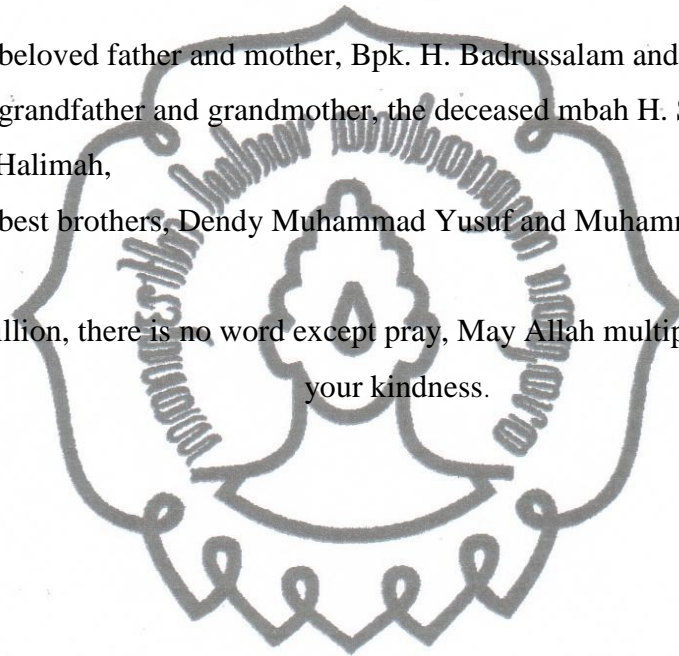 beloved father and mother, Bpk. H. Badrussalam and
grandfather and grandmother, the deceased mbah H. S
Halimah,
best brothers, Dendy Muhammad Yusuf and Muhamm
illion, there is no word except pray, May Allah multip
your kindness.